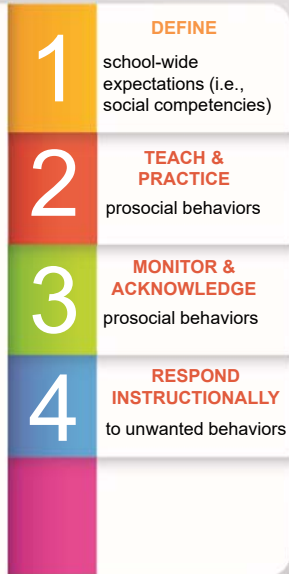 1
DEFINE
school-wide
expectations (i.e.,
social competencies)
2
TEACH &
PRACTICE
prosocial behaviors
3
MONITOR &
ACKNOWLEDGE
prosocial behaviors
4
RESPOND
INSTRUCTIONALLY
to unwanted behaviors